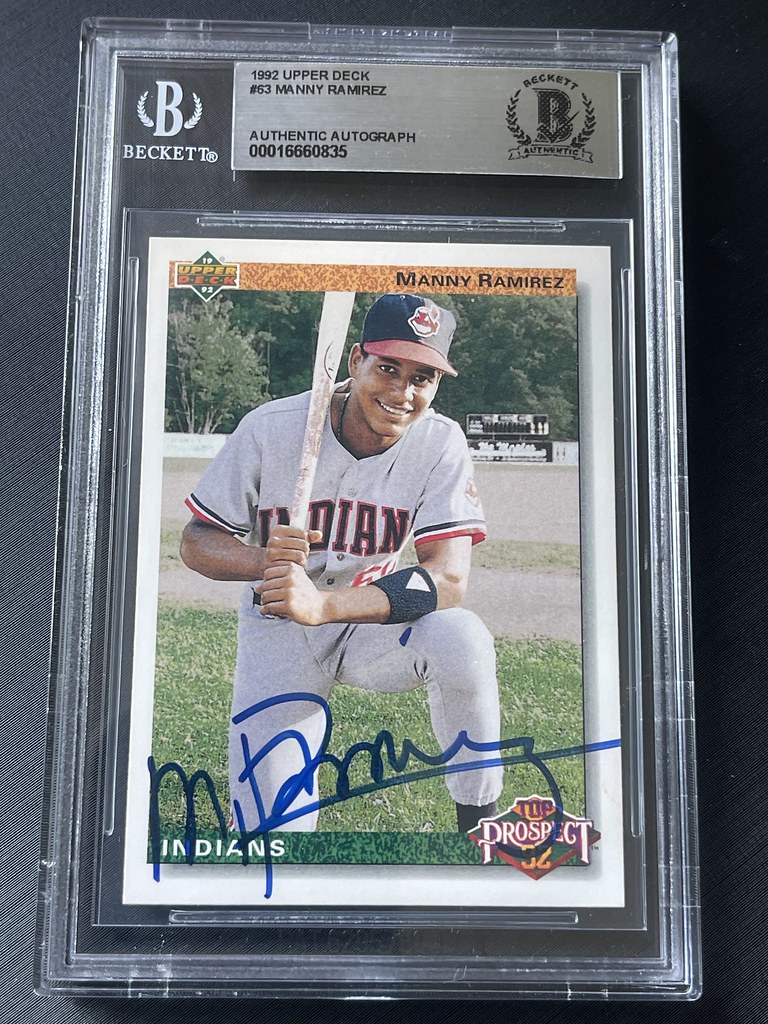 1992 UPPER DECK
#63 MANNY RAMIREZ
AUTHENTIC AUTOGRAPH
00016660835
B
BECKETT®
BECKETT
B
AUTHENTIC
19
UPPER
DECK
92
MANNY RAMIREZ
INDIAN
INDIANS
TOP
PROSPECT
92